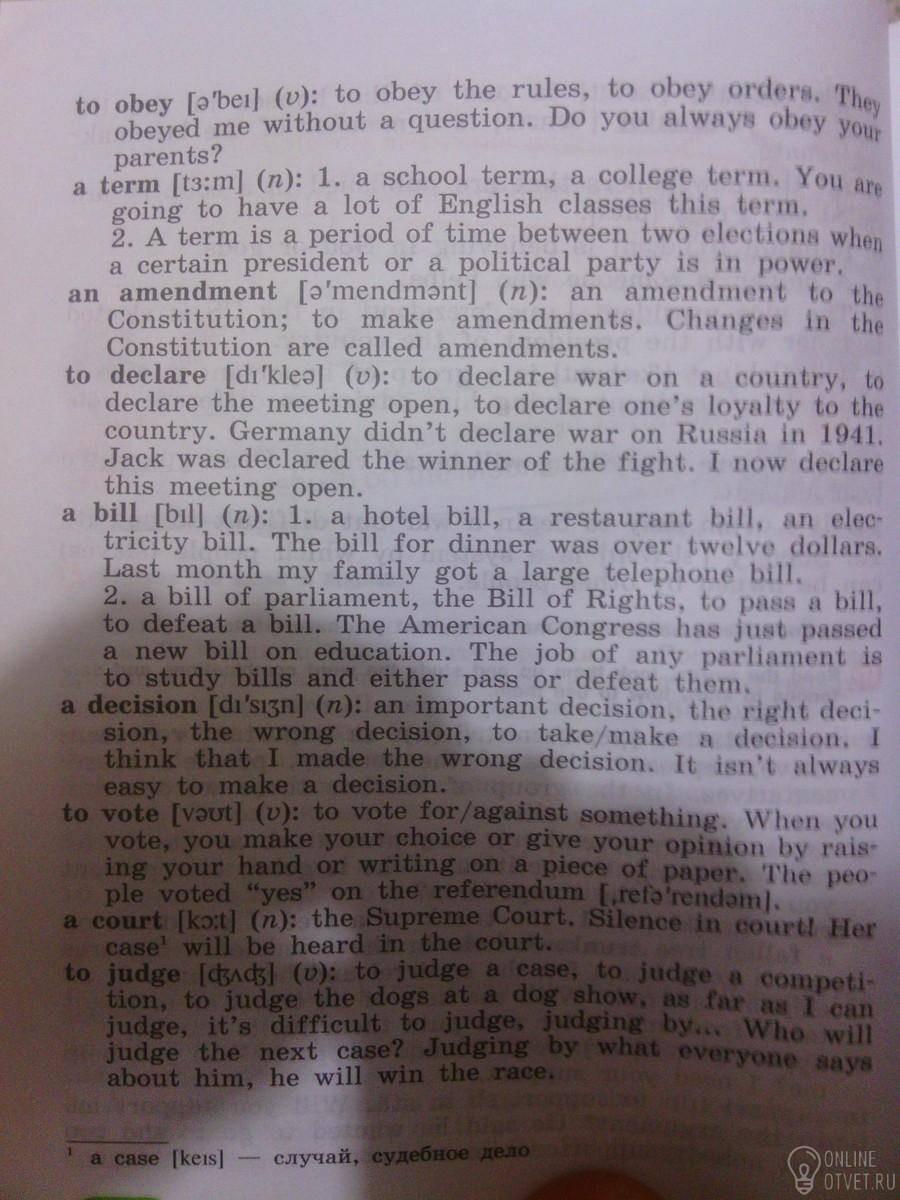 to obey [ə'beɪ] (v): to obey the rules, to obey orders. They
obeyed me without a question. Do you always obey your
parents?
a term [tɜ:m] (n): 1. a school term, a college term. You are
going to have a lot of English classes this term.
2. A term is a period of time between two elections when
a certain president or a political party is in power.
an amendment [ə'mendmənt] (n): an amendment to the
Constitution; to make amendments. Changes in the
Constitution are called amendments.
to declare [dɪ'kleə] (v): to declare war on a country, to
declare the meeting open, to declare one's loyalty to the
country. Germany didn't declare war on Russia in 1941.
Jack was declared the winner of the fight. I now declare
this meeting open.
a bill [bɪl] (n): 1. a hotel bill, a restaurant bill, an elec-
tricity bill. The bill for dinner was over twelve dollars.
Last month my family got a large telephone bill.
2. a bill of parliament, the Bill of Rights, to pass a bill,
to defeat a bill. The American Congress has just passed
a new bill on education. The job of any parliament is
to study bills and either pass or defeat them.
a decision [dɪ'sɪʒn] (n): an important decision, the right deci-
sion, the wrong decision, to take/make a decision. I
think that I made the wrong decision. It isn't always
easy to make a decision.
to vote [vəʊt] (v): to vote for/against something. When you
vote, you make your choice or give your opinion by rais-
ing your hand or writing on a piece of paper. The peo-
ple voted “yes” on the referendum [ˌrefə'rendəm].
a court [kɔ:t] (n): the Supreme Court. Silence in court! Her
case¹ will be heard in the court.
to judge [ʤʌʤ] (v): to judge a case, to judge a competi-
tion, to judge the dogs at a dog show, as far as I can
judge, it's difficult to judge, judging by... Who will
judge the next case? Judging by what everyone says
about him, he will win the race.
¹ a case [keɪs] — случай, судебное дело
ONLINE
OTVET.RU